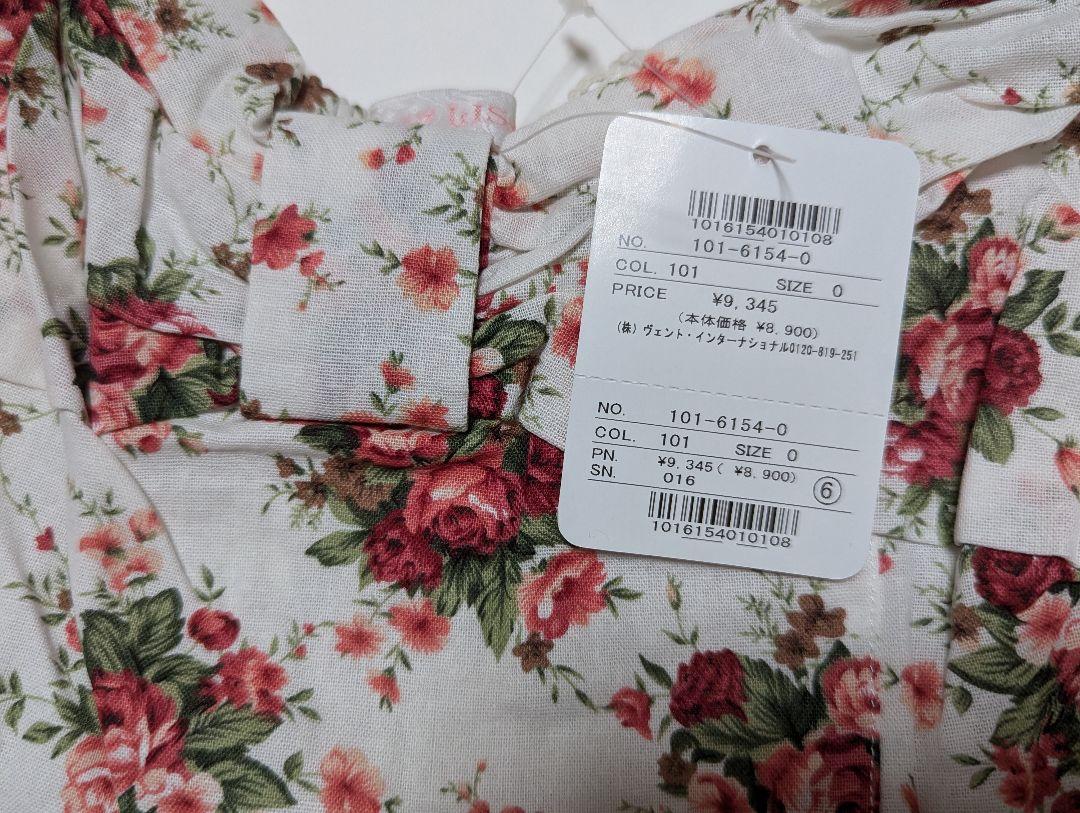 1016154010108
NO. 101-6154-0
COL. 101 SIZE 0
PRICE ¥9,345
(本体価格 ¥8.900)
(株) ヴェント・インターナショナル0120-819-251
NO. 101-6154-0
COL. 101 SIZE 0
PN. ¥9.345( ¥8.900)
SN. 016 ⑥
1016154010108